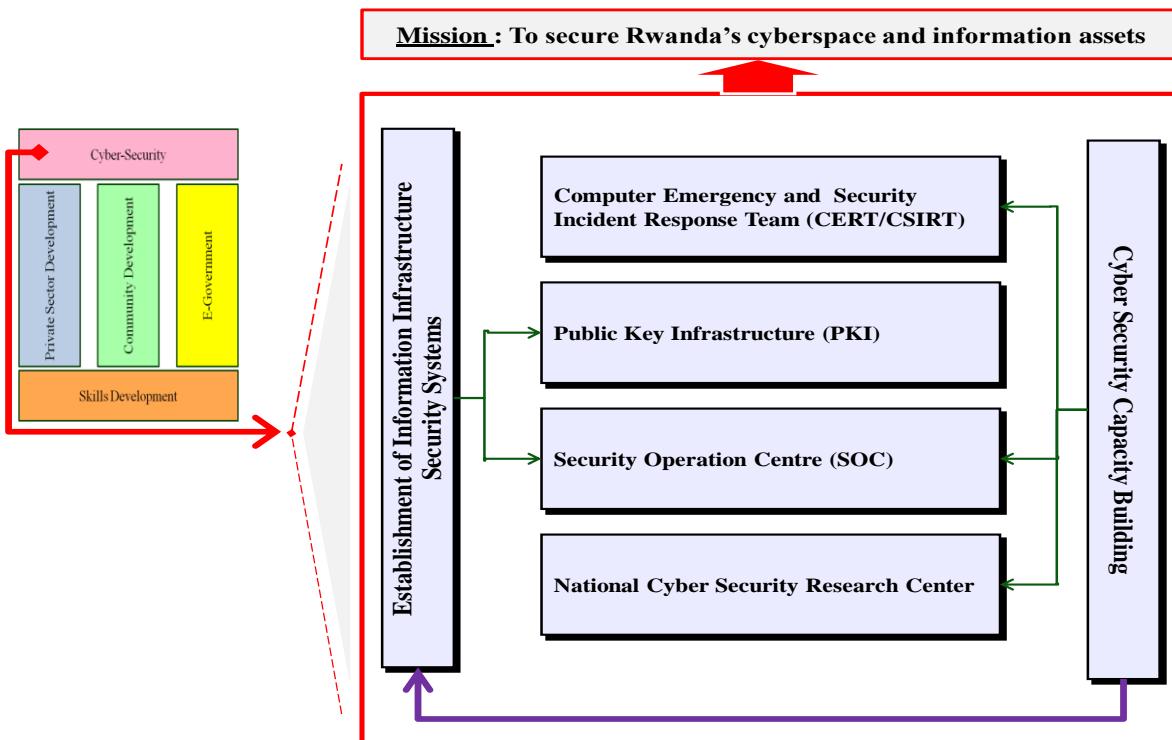 Mission : To secure Rwanda's cyberspace and information assets
Cyber-Security
Private Sector Development
Community Development
E-Government
Skills Development
Establishment of Information Infrastructure
Security Systems
Computer Emergency and Security
Incident Response Team (CERT/CSIRT)
Public Key Infrastructure (PKI)
Security Operation Centre (SOC)
National Cyber Security Research Center
Cyber Security Capacity Building